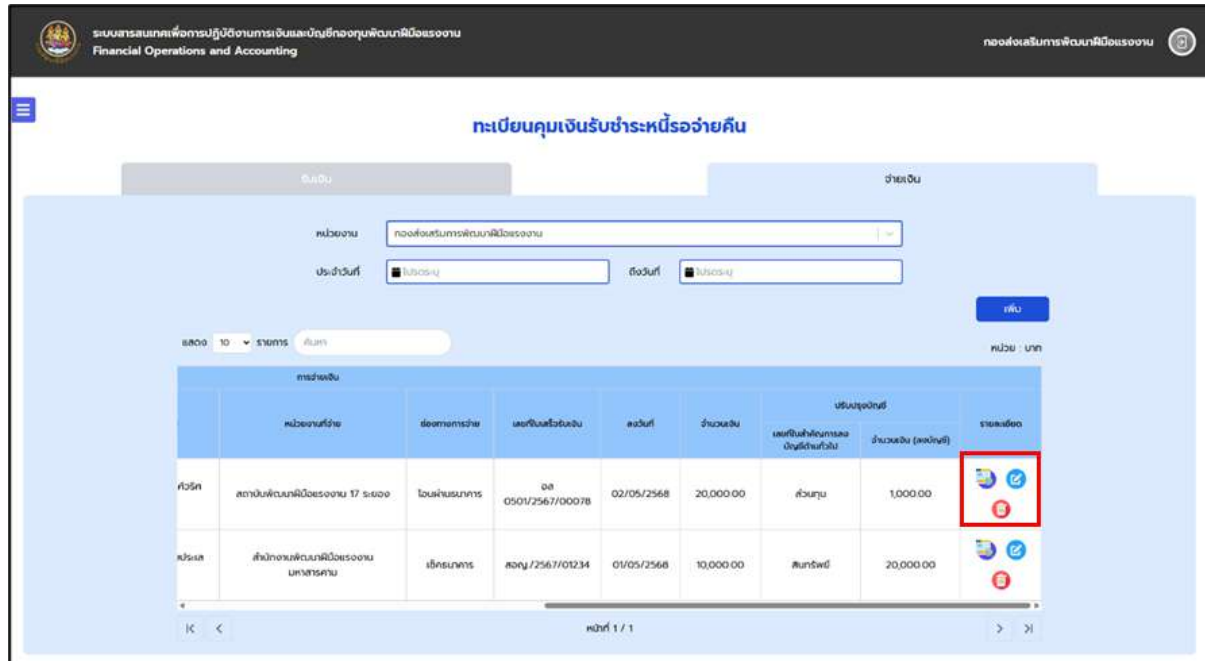 ระบบสารสนเทศเพื่อการปฏิบัติงานการเงินและบัญชีกองทุนพัฒนาฝีมือแรงงาน
Financial Operations and Accounting
กองส่งเสริมการพัฒนาฝีมือแรงงาน
ทะเบียนคุมเงินรับชำระหนี้รอจ่ายคืน
รับเงิน
จ่ายเงิน
หน่วยงาน
กองส่งเสริมการพัฒนาฝีมือแรงงาน
ประจำวันที่
โปรดระบุ
ถึงวันที่
โปรดระบุ
เพิ่ม
แสดง 10 รายการ
ค้นหา
หน่วย : บาท
การจ่ายเงิน
หน่วยงานที่จ่าย
ช่องทางการจ่าย
เลขที่ใบเสร็จรับเงิน
ลงวันที่
จำนวนเงิน
ปรับปรุงบัญชี
เลขที่ใบสำคัญการลง
บัญชีด้านทั่วไป
จำนวนเงิน (ลงบัญชี)
รายละเอียด
สถาบันพัฒนาฝีมือแรงงาน 17 ระยอง
โอนผ่านธนาคาร
อส
0501/2567/00078
02/05/2568
20,000.00
ส่วนทุน
1,000.00
สำนักงานพัฒนาฝีมือแรงงาน
มหาสารคาม
เช็คธนาคาร
สอญ./2567/01234
01/05/2568
10,000.00
สินทรัพย์
20,000.00
หน้าที่ 1 / 1